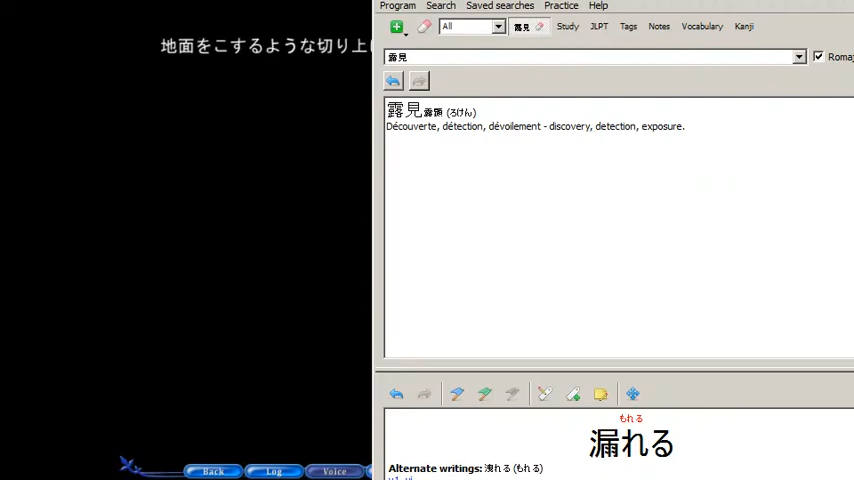 地面をこするような切り上
Program Search Saved searches Practice Help
All 露見 Study JLPT Tags Notes Vocabulary Kanji
露見 Romaj
露見 露顕 (ろけん)
Découverte, détection, dévoilement - discovery, detection, exposure.
もれる
漏れる
Alternate writings: 洩れる (もれる)
v1, vi
Back Log Voice